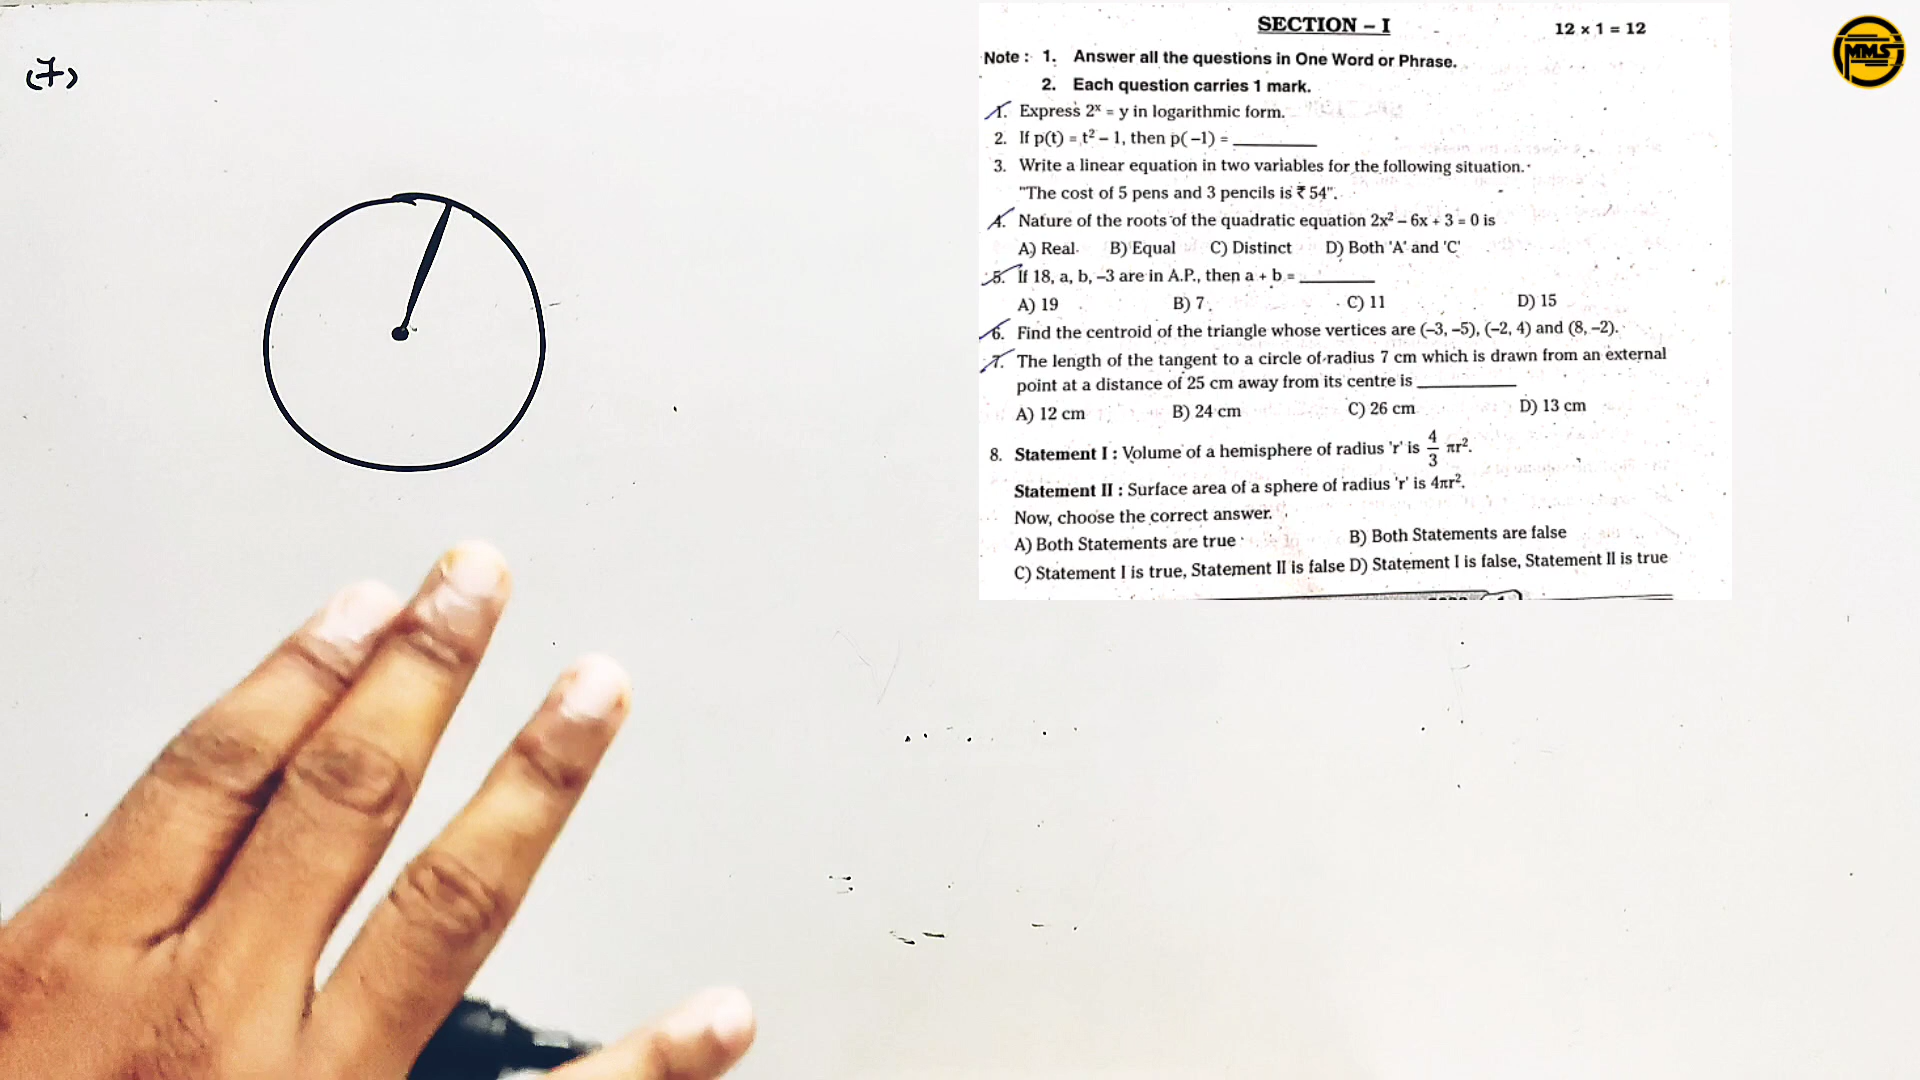 (7)
SECTION – I
12 x 1 = 12
Note : 1. Answer all the questions in One Word or Phrase.
2. Each question carries 1 mark.
1. Express 2ˣ = y in logarithmic form.
2. If p(t) = t² – 1, then p(–1) = ________
3. Write a linear equation in two variables for the following situation.
"The cost of 5 pens and 3 pencils is ₹ 54".
4. Nature of the roots of the quadratic equation 2x² – 6x + 3 = 0 is
A) Real B) Equal C) Distinct D) Both 'A' and 'C'
5. If 18, a, b, –3 are in A.P., then a + b = ________
A) 19 B) 7 C) 11 D) 15
6. Find the centroid of the triangle whose vertices are (–3, –5), (–2, 4) and (8, –2).
7. The length of the tangent to a circle of radius 7 cm which is drawn from an external
point at a distance of 25 cm away from its centre is ________
A) 12 cm B) 24 cm C) 26 cm D) 13 cm
8. Statement I : Volume of a hemisphere of radius 'r' is 4/3 πr².
Statement II : Surface area of a sphere of radius 'r' is 4πr².
Now, choose the correct answer.
A) Both Statements are true B) Both Statements are false
C) Statement I is true, Statement II is false D) Statement I is false, Statement II is true
MMS